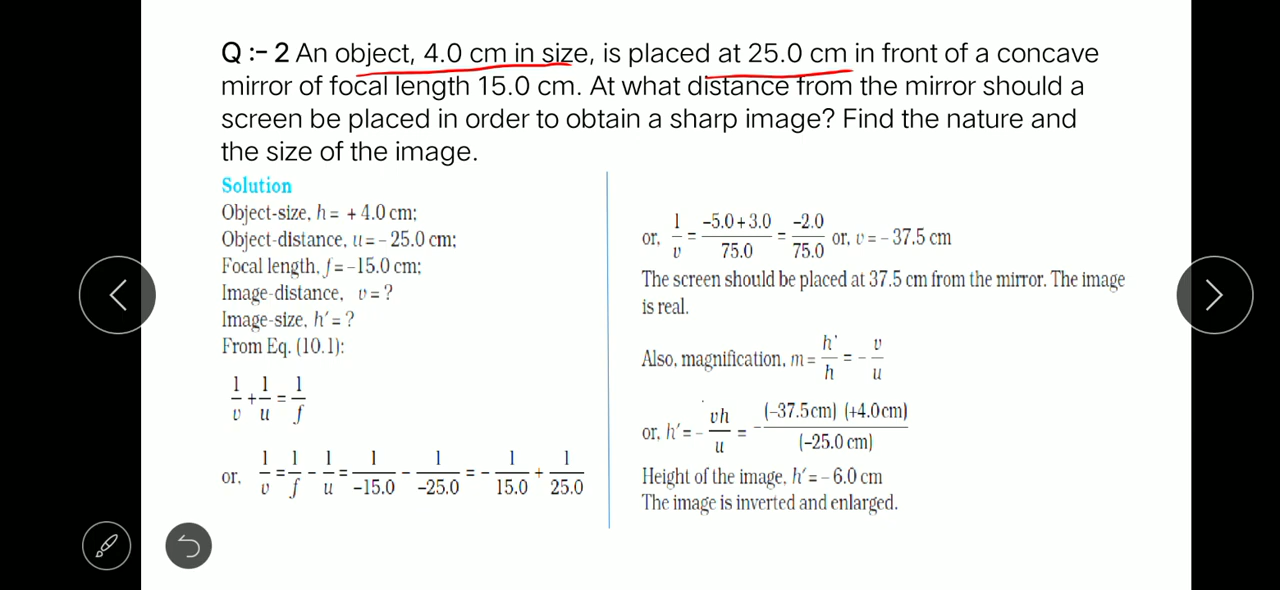 Q :- 2 An object, 4.0 cm in size, is placed at 25.0 cm in front of a concave
mirror of focal length 15.0 cm. At what distance from the mirror should a
screen be placed in order to obtain a sharp image? Find the nature and
the size of the image.
Solution
Object-size, h = + 4.0 cm;
Object-distance, u = – 25.0 cm;
Focal length, f = –15.0 cm;
Image-distance, v = ?
Image-size, h′ = ?
From Eq. (10.1):
1/v + 1/u = 1/f
or, 1/v = 1/f – 1/u = 1/–15.0 – 1/–25.0 = – 1/15.0 + 1/25.0
or, 1/v = –5.0+3.0/75.0 = –2.0/75.0 or, v = – 37.5 cm
The screen should be placed at 37.5 cm from the mirror. The image
is real.
Also, magnification, m = h'/h = – v/u
or, h′ = – vh/u = – (–37.5cm) (+4.0cm)/(–25.0 cm)
Height of the image, h′ = – 6.0 cm
The image is inverted and enlarged.